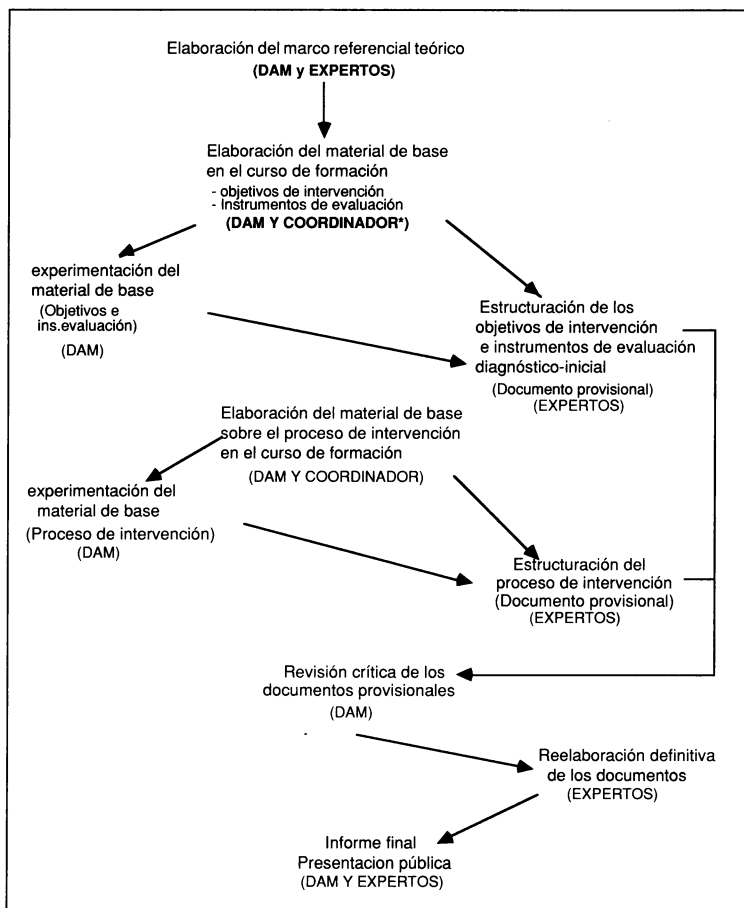 Elaboración del marco referencial teórico
(DAM y EXPERTOS)
Elaboración del material de base
en el curso de formación
- objetivos de intervención
- Instrumentos de evaluación
(DAM Y COORDINADOR*)
experimentación del
material de base
(Objetivos e
ins.evaluación)
(DAM)
Estructuración de los
objetivos de intervención
e instrumentos de evaluación
diagnóstico-inicial
(Documento provisional)
(EXPERTOS)
Elaboración del material de base
sobre el proceso de intervención
en el curso de formación
(DAM Y COORDINADOR)
experimentación del
material de base
(Proceso de intervención)
(DAM)
Estructuración del
proceso de intervención
(Documento provisional)
(EXPERTOS)
Revisión crítica de los
documentos provisionales
(DAM)
Reelaboración definitiva
de los documentos
(EXPERTOS)
Informe final
Presentacion pública
(DAM Y EXPERTOS)